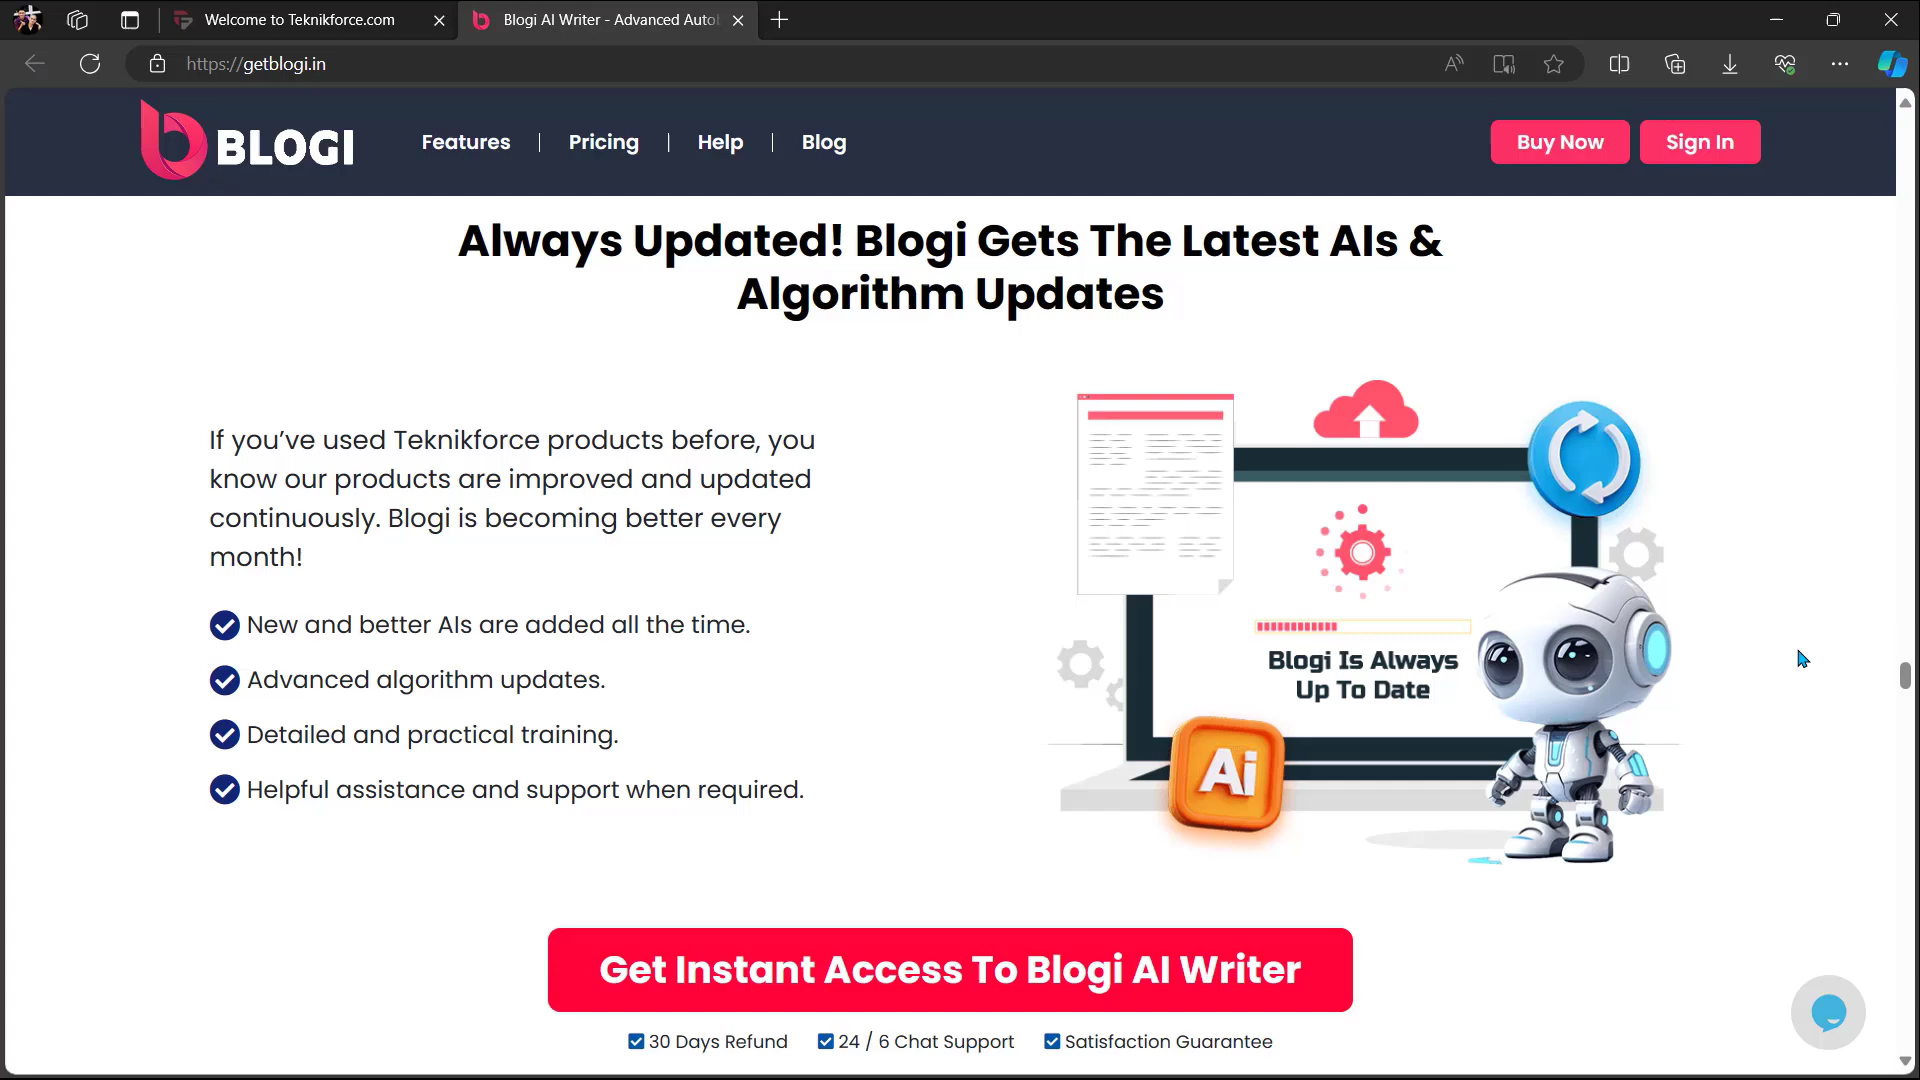 Welcome to Teknikforce.com
Blogi AI Writer - Advanced Auto
https://getblogi.in
BLOGI
Features
Pricing
Help
Blog
Buy Now
Sign In
Always Updated! Blogi Gets The Latest AIs &
Algorithm Updates
If you’ve used Teknikforce products before, you
know our products are improved and updated
continuously. Blogi is becoming better every
month!
New and better AIs are added all the time.
Advanced algorithm updates.
Detailed and practical training.
Helpful assistance and support when required.
Blogi Is Always
Up To Date
Ai
Get Instant Access To Blogi AI Writer
30 Days Refund
24 / 6 Chat Support
Satisfaction Guarantee